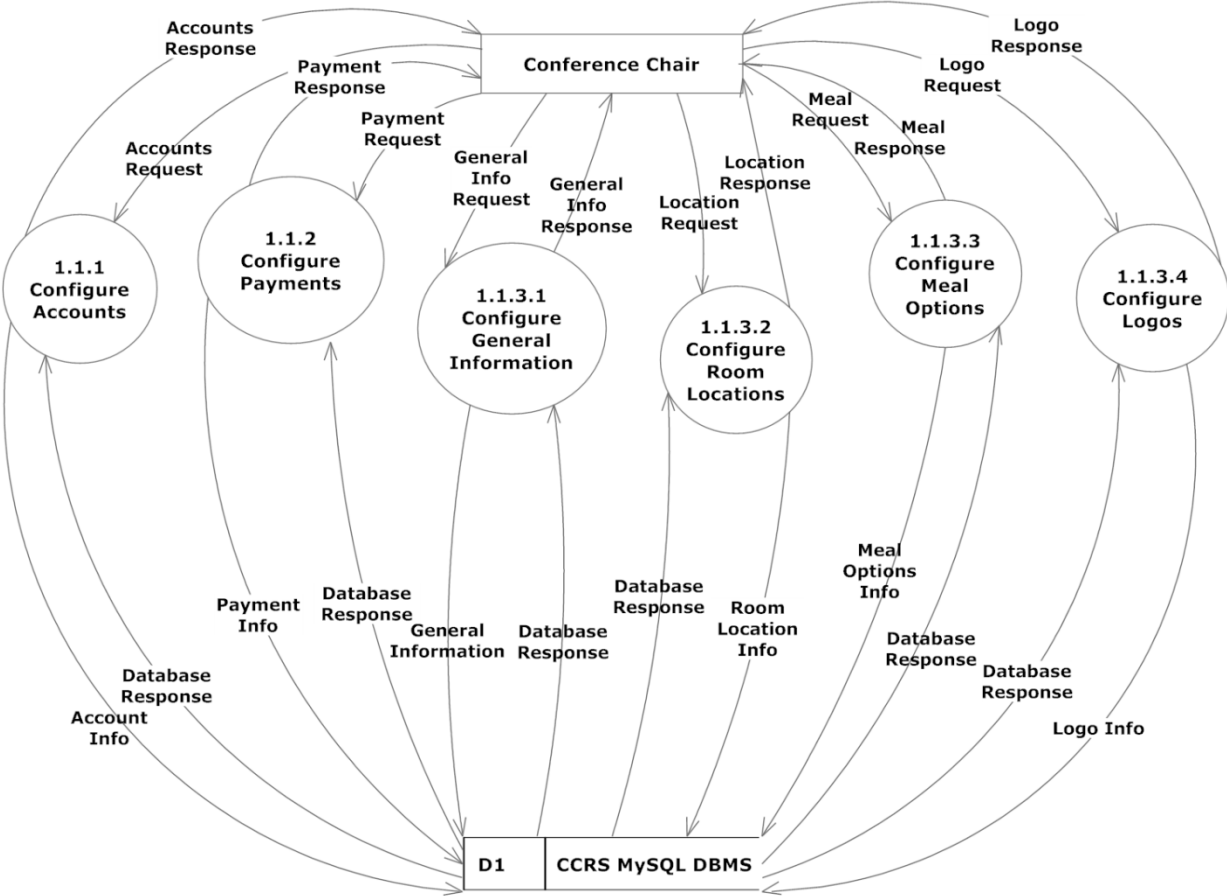 Accounts
Response
Logo
Response
Conference Chair
Payment
Response
Logo
Request
Meal
Request
Payment
Request
Meal
Response
Accounts
Request
General
Info
Request
Location
Response
General
Info
Response
Location
Request
1.1.1
Configure
Accounts
1.1.2
Configure
Payments
1.1.3.1
Configure
General
Information
1.1.3.2
Configure
Room
Locations
1.1.3.3
Configure
Meal
Options
1.1.3.4
Configure
Logos
Meal
Options
Info
Payment
Info
Database
Response
Database
Response
Room
Location
Info
General
Information
Database
Response
Database
Response
Database
Response
Database
Response
Account
Info
Logo Info
D1
CCRS MySQL DBMS